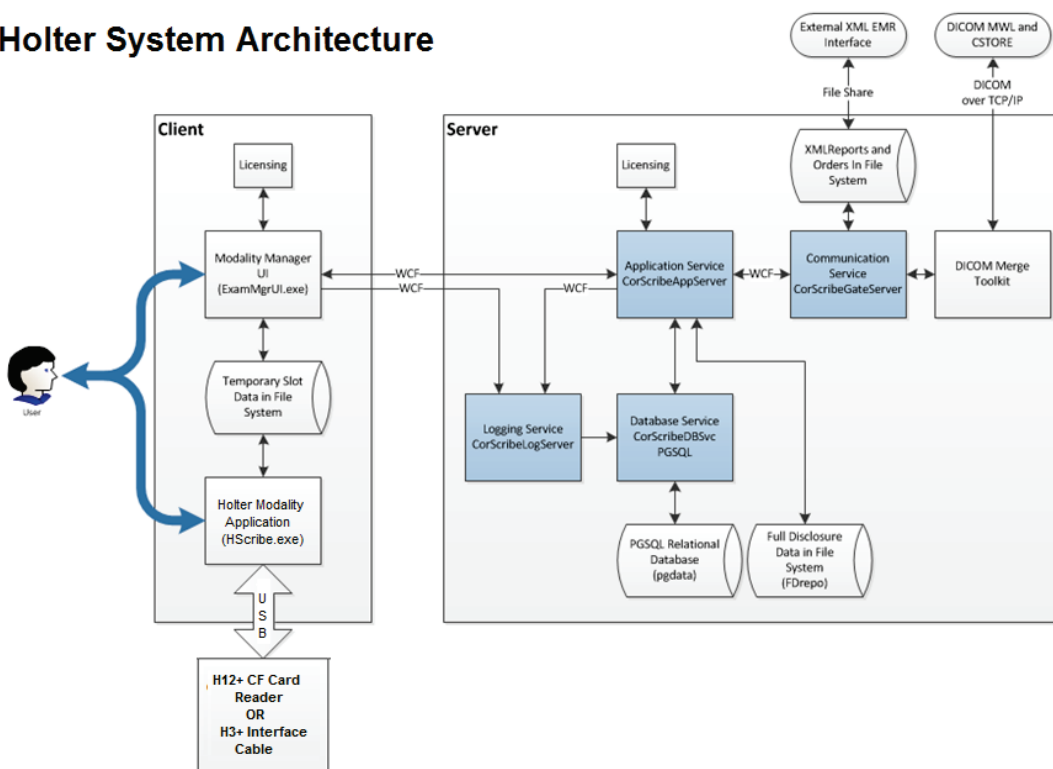 Holter System Architecture
External XML EMR
Interface
DICOM MWL and
CSTORE
File Share
DICOM
over TCP/IP
Client
Server
Licensing
Licensing
XMLReports and
Orders In File
System
Modality Manager
UI
(ExamMgrUI.exe)
WCF
WCF
WCF
Application Service
CorScribeAppServer
WCF
Communication
Service
CorScribeGateServer
DICOM Merge
Toolkit
User
Temporary Slot
Data in File
System
Logging Service
CorScribeLogServer
Database Service
CorScribeDBSvc
PGSQL
Holter Modality
Application
(HScribe.exe)
PGSQL Relational
Database
(pgdata)
Full Disclosure
Data in File
System
(FDrepo)
U
S
B
H12+ CF Card
Reader
OR
H3+ Interface
Cable